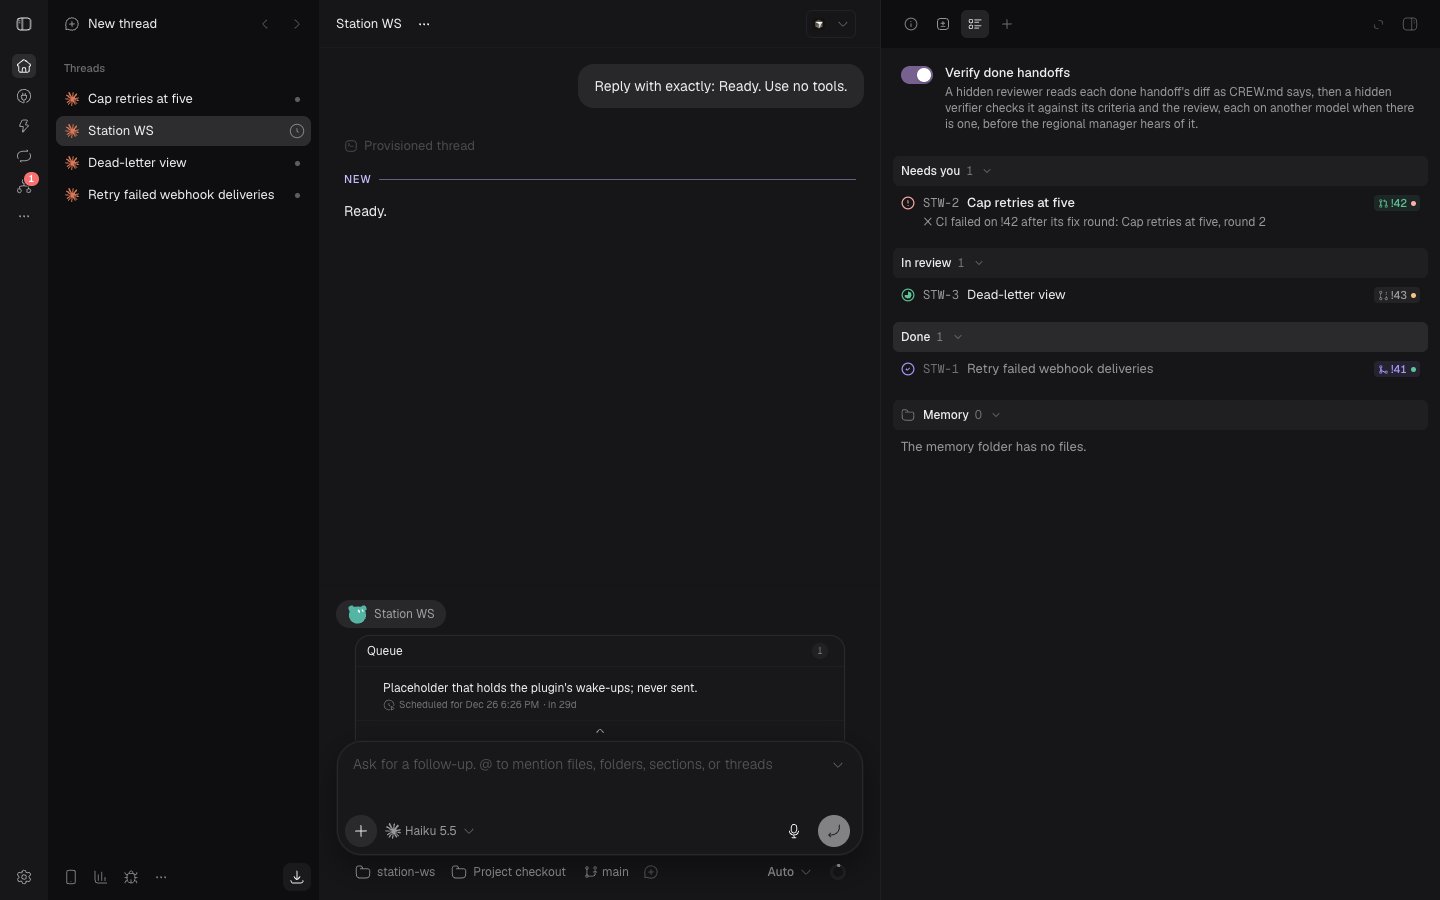 New thread
Threads
Cap retries at five
Station WS
Dead-letter view
Retry failed webhook deliveries
1
Station WS
Reply with exactly: Ready. Use no tools.
Provisioned thread
NEW
Ready.
Station WS
Queue 1
Placeholder that holds the plugin's wake-ups; never sent.
Scheduled for Dec 26 6:26 PM · in 29d
Ask for a follow-up. @ to mention files, folders, sections, or threads
Haiku 5.5
station-ws Project checkout main Auto
Verify done handoffs
A hidden reviewer reads each done handoff's diff as CREW.md says, then a hidden
verifier checks it against its criteria and the review, each on another model when there
is one, before the regional manager hears of it.
Needs you 1
STW-2 Cap retries at five !42
CI failed on !42 after its fix round: Cap retries at five, round 2
In review 1
STW-3 Dead-letter view !43
Done 1
STW-1 Retry failed webhook deliveries !41
Memory 0
The memory folder has no files.